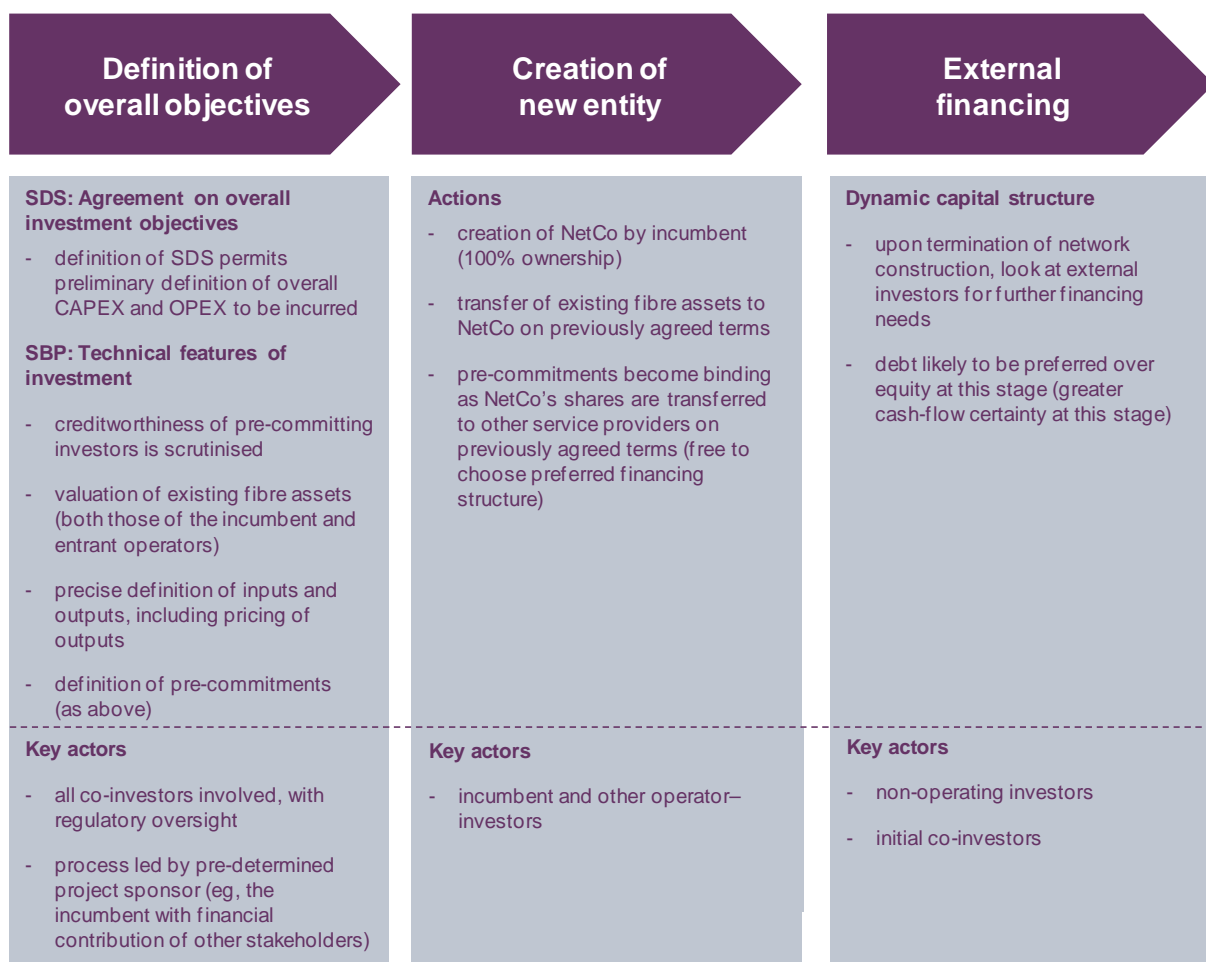 Definition of
overall objectives
SDS: Agreement on overall
investment objectives
- definition of SDS permits
preliminary definition of overall
CAPEX and OPEX to be incurred
SBP: Technical features of
investment
- creditworthiness of pre-committing
investors is scrutinised
- valuation of existing fibre assets
(both those of the incumbent and
entrant operators)
- precise definition of inputs and
outputs, including pricing of
outputs
- definition of pre-commitments
(as above)
Key actors
- all co-investors involved, with
regulatory oversight
- process led by pre-determined
project sponsor (eg, the
incumbent with financial
contribution of other stakeholders)
Creation of
new entity
Actions
- creation of NetCo by incumbent
(100% ownership)
- transfer of existing fibre assets to
NetCo on previously agreed terms
- pre-commitments become binding
as NetCo's shares are transferred
to other service providers on
previously agreed terms (free to
choose preferred financing
structure)
Key actors
- incumbent and other operator–
investors
External
financing
Dynamic capital structure
- upon termination of network
construction, look at external
investors for further financing
needs
- debt likely to be preferred over
equity at this stage (greater
cash-flow certainty at this stage)
Key actors
- non-operating investors
- initial co-investors